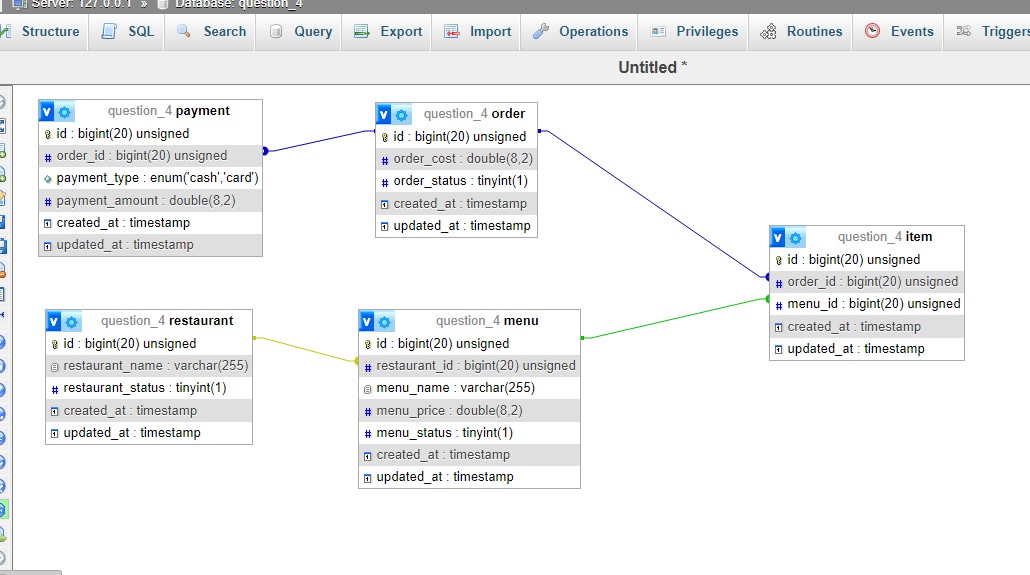 Server: 127.0.0.1 » Database: question_4
Structure SQL Search Query Export Import Operations Privileges Routines Events Triggers
Untitled *
v question_4 payment
id : bigint(20) unsigned
# order_id : bigint(20) unsigned
payment_type : enum('cash','card')
# payment_amount : double(8,2)
created_at : timestamp
updated_at : timestamp
v question_4 order
id : bigint(20) unsigned
# order_cost : double(8,2)
# order_status : tinyint(1)
created_at : timestamp
updated_at : timestamp
v question_4 item
id : bigint(20) unsigned
# order_id : bigint(20) unsigned
# menu_id : bigint(20) unsigned
created_at : timestamp
updated_at : timestamp
v question_4 restaurant
id : bigint(20) unsigned
restaurant_name : varchar(255)
# restaurant_status : tinyint(1)
created_at : timestamp
updated_at : timestamp
v question_4 menu
id : bigint(20) unsigned
# restaurant_id : bigint(20) unsigned
menu_name : varchar(255)
# menu_price : double(8,2)
# menu_status : tinyint(1)
created_at : timestamp
updated_at : timestamp